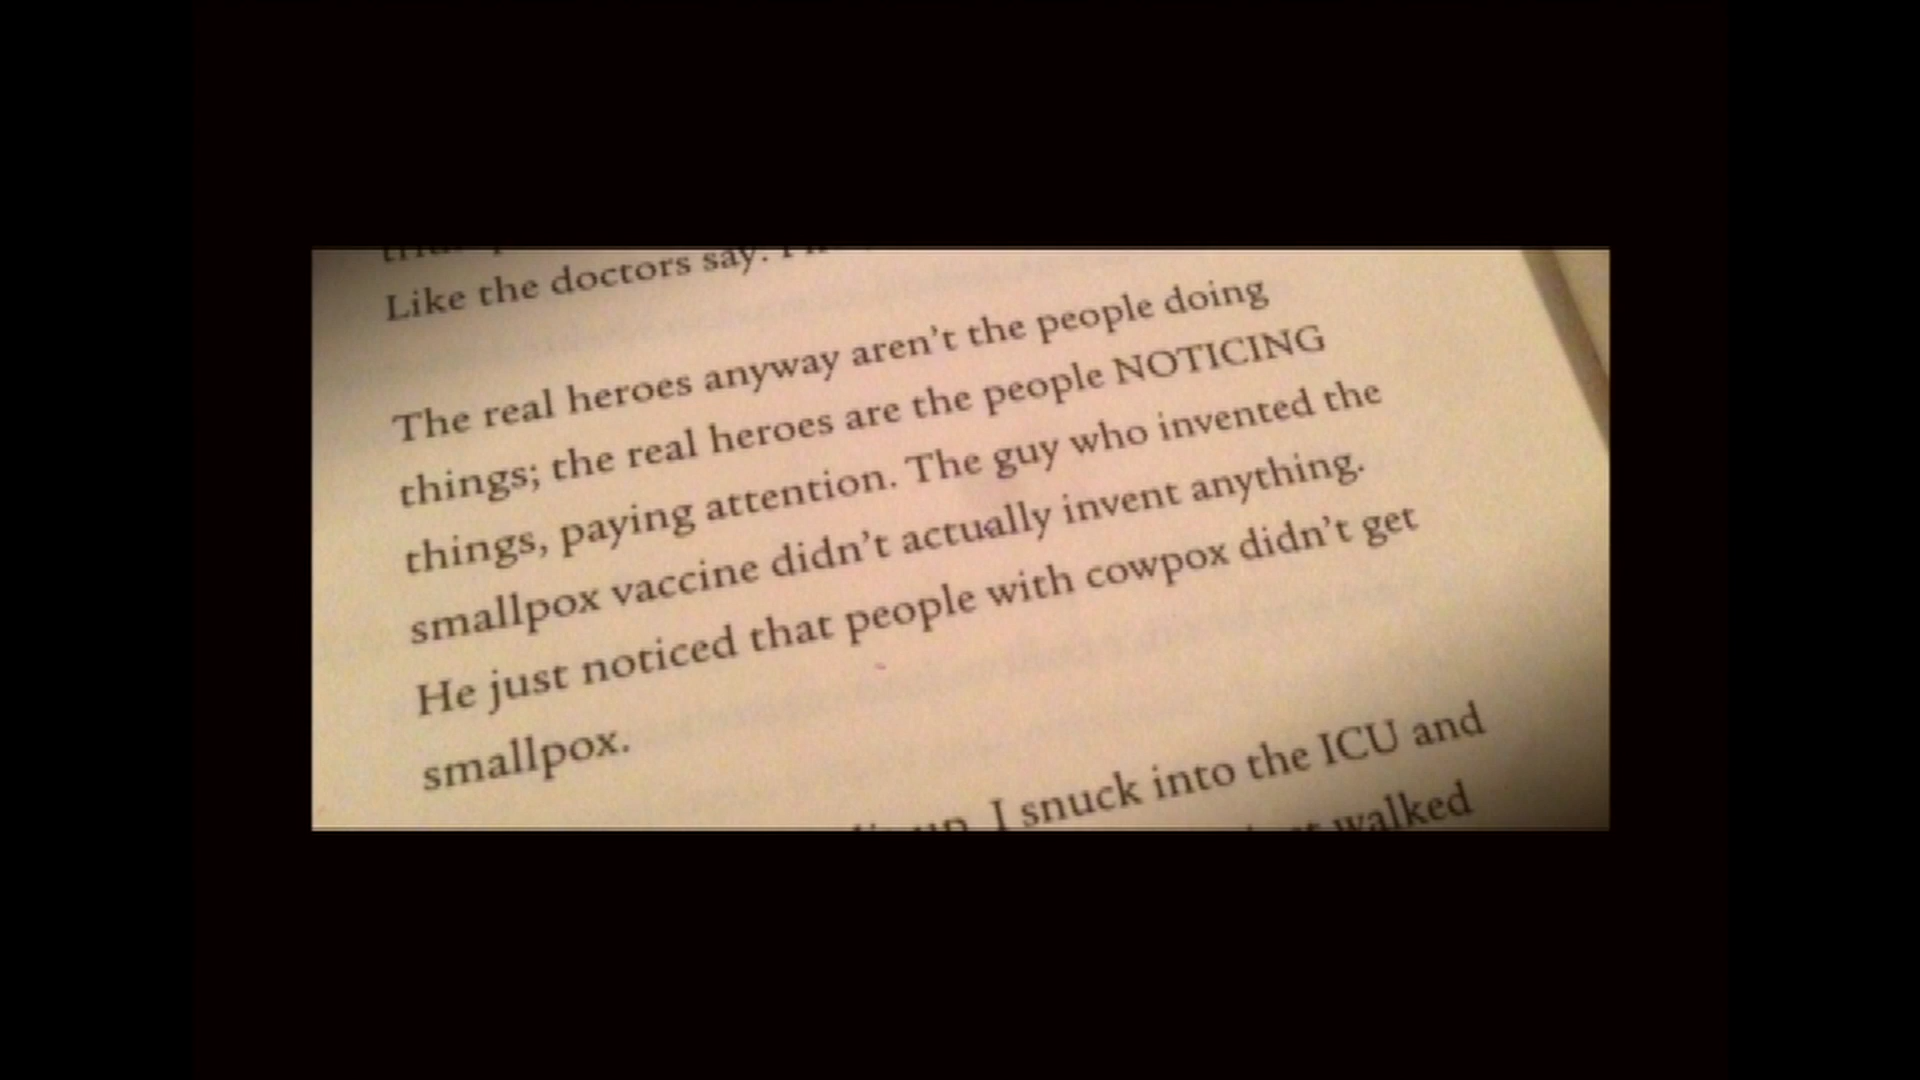 Like the doctors say.
The real heroes anyway aren't the people doing
things; the real heroes are the people NOTICING
things, paying attention. The guy who invented the
smallpox vaccine didn't actually invent anything.
He just noticed that people with cowpox didn't get
smallpox.
I snuck into the ICU and
walked